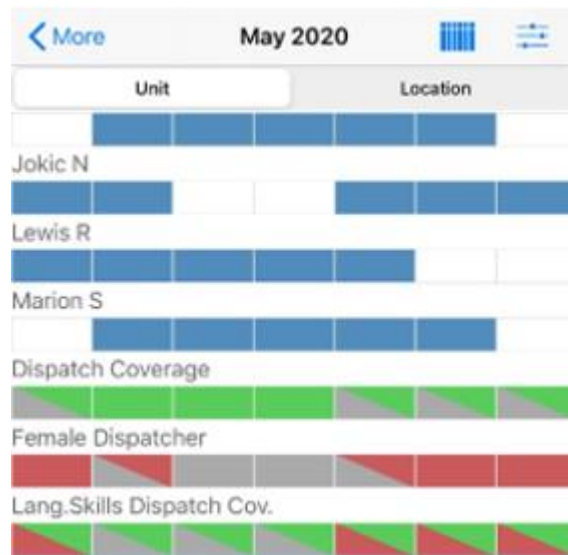 More May 2020
Unit Location
Jokic N
Lewis R
Marion S
Dispatch Coverage
Female Dispatcher
Lang.Skills Dispatch Cov.